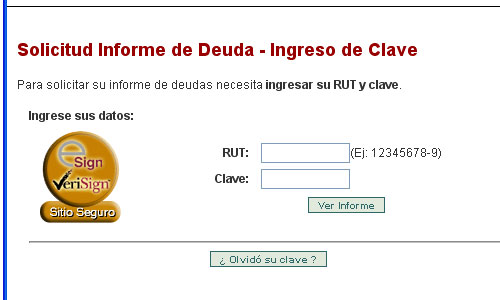 Solicitud Informe de Deuda - Ingreso de Clave
Para solicitar su informe de deudas necesita ingresar su RUT y clave.
Ingrese sus datos:
e Sign
VeriSign
Sitio Seguro
RUT: (Ej: 12345678-9)
Clave:
Ver Informe
¿ Olvidó su clave ?